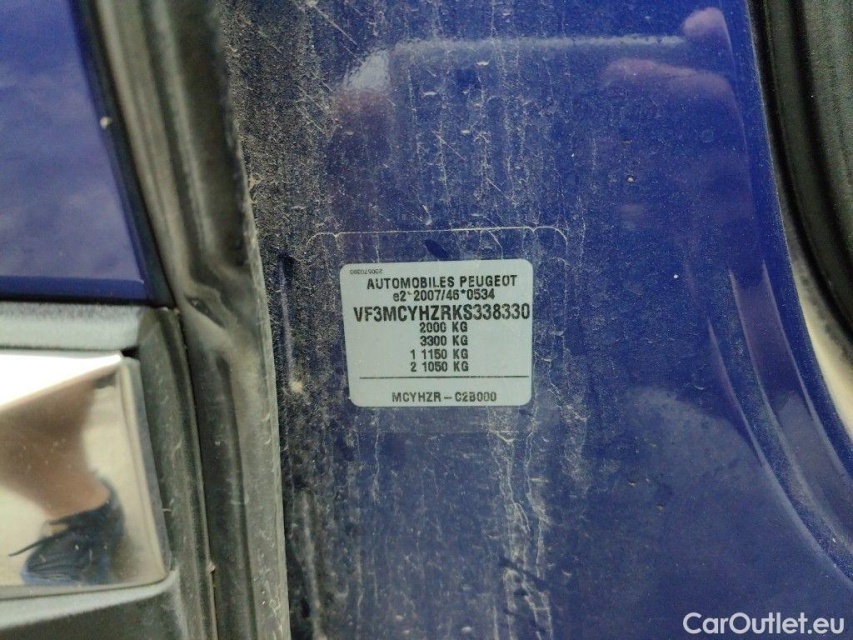 AUTOMOBILES PEUGEOT
e2*2007/46*0534
VF3MCYHZRKS338330
2000 KG
3300 KG
1 1150 KG
2 1050 KG
MCYHZR - C2B000
CarOutlet.eu